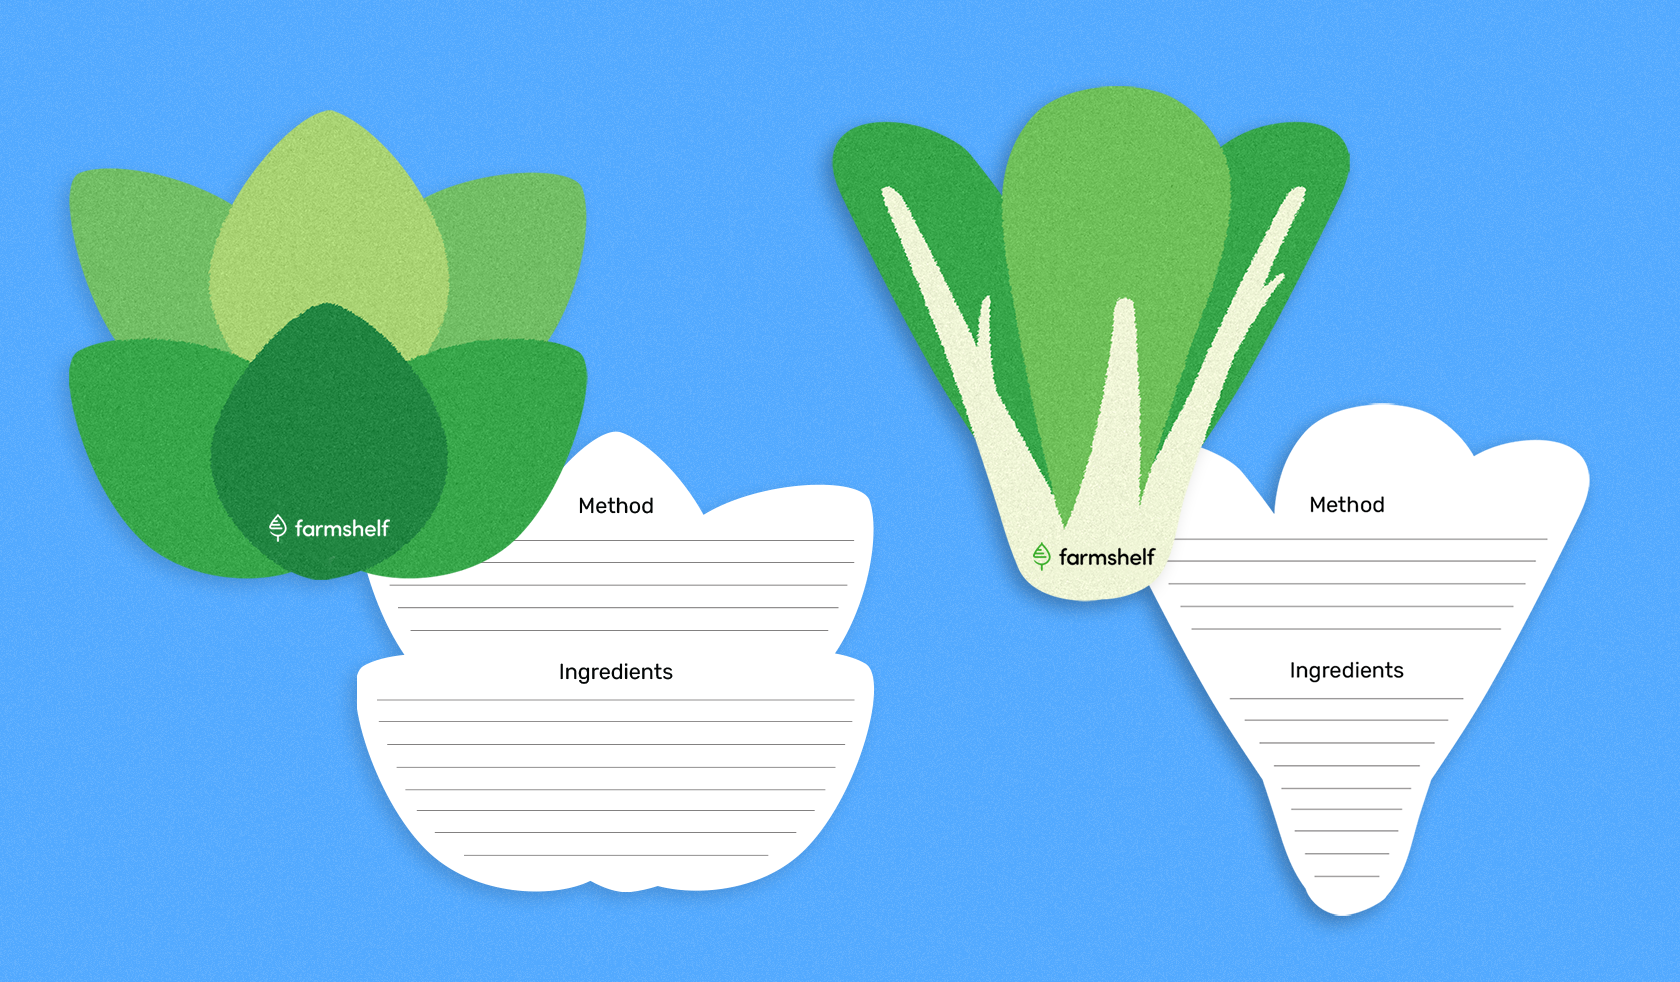 farmshelf
Method
Ingredients
farmshelf
Method
Ingredients